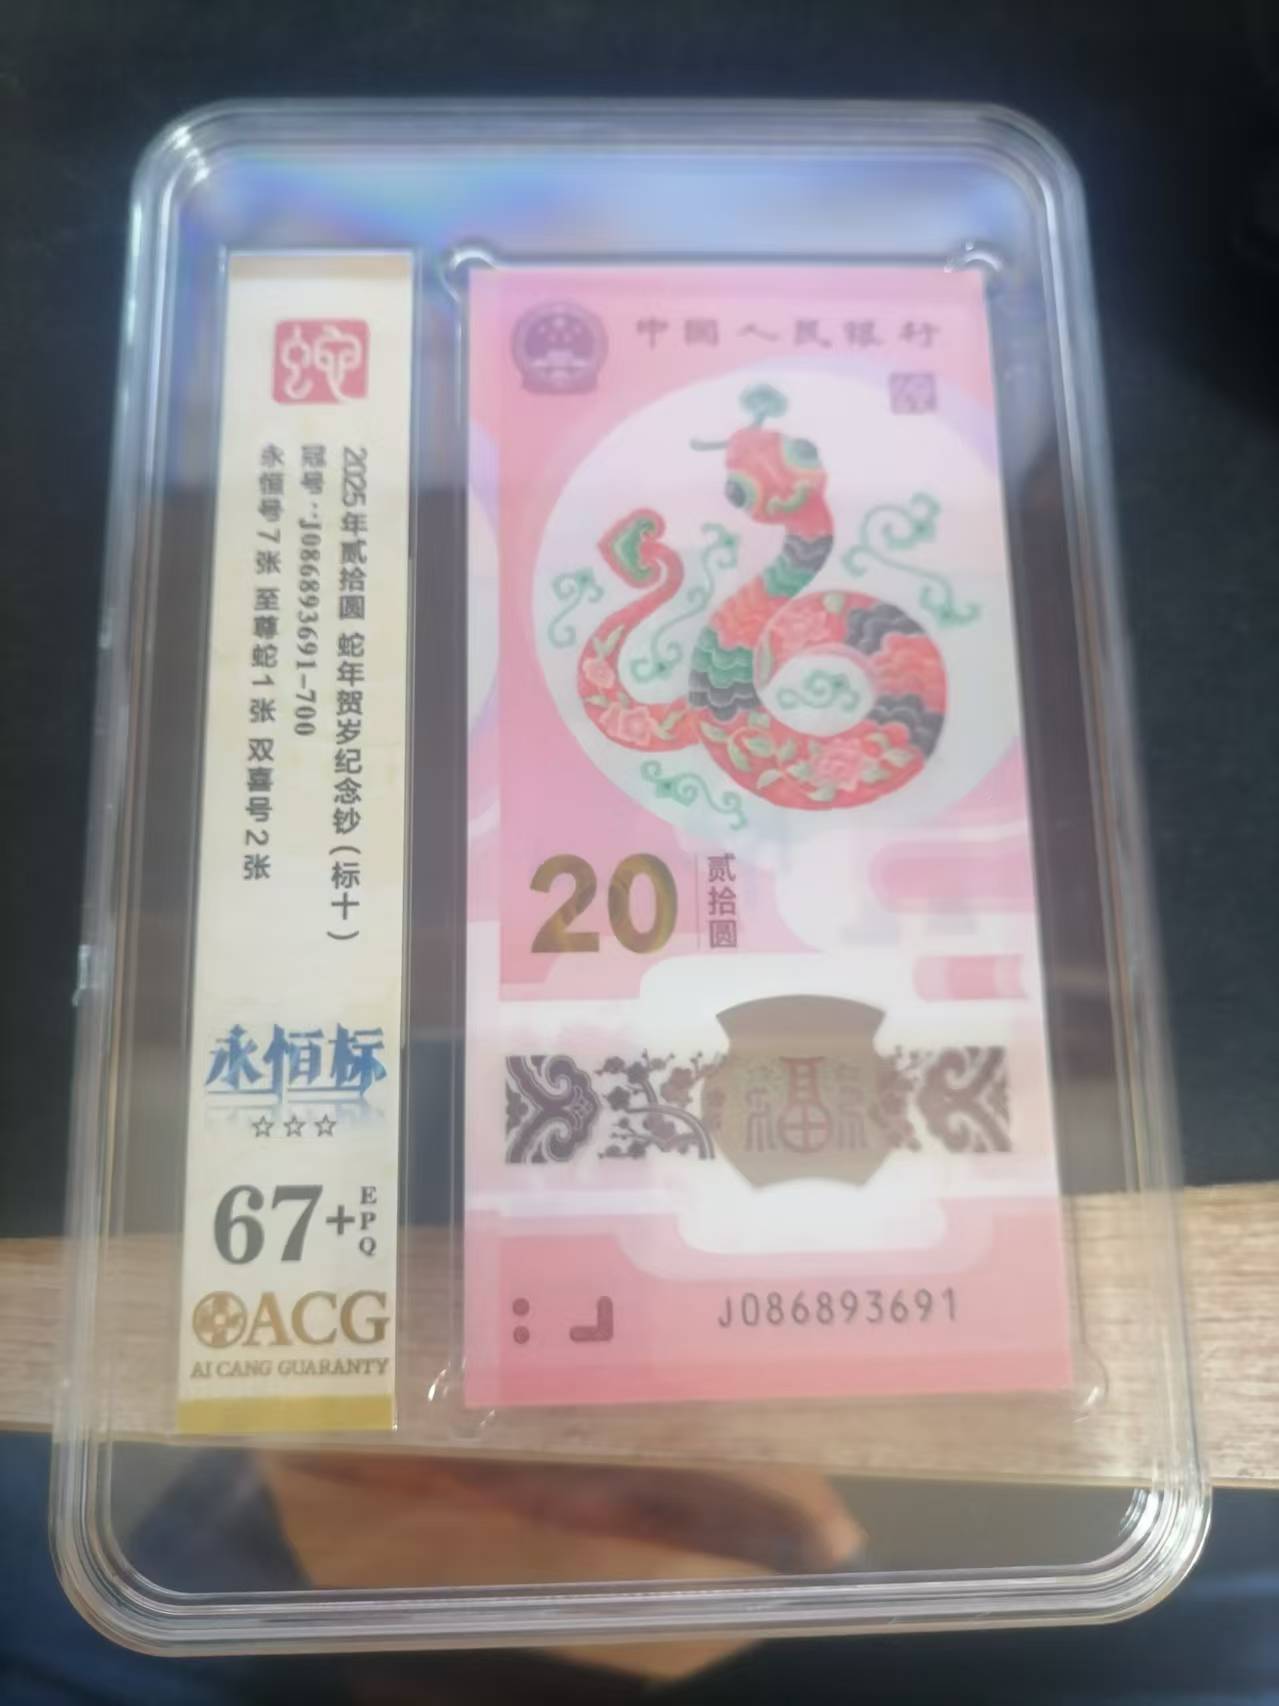 蛇
2025年贰拾圆 蛇年贺岁纪念钞(标十)
冠号:J086893691-700
永恒号7张 至尊蛇1张 双喜号2张
永恒标
☆☆☆
67+ EPQ
ACG
AI CANG GUARANTY
中國人民银行
20
贰拾圆
福
J086893691